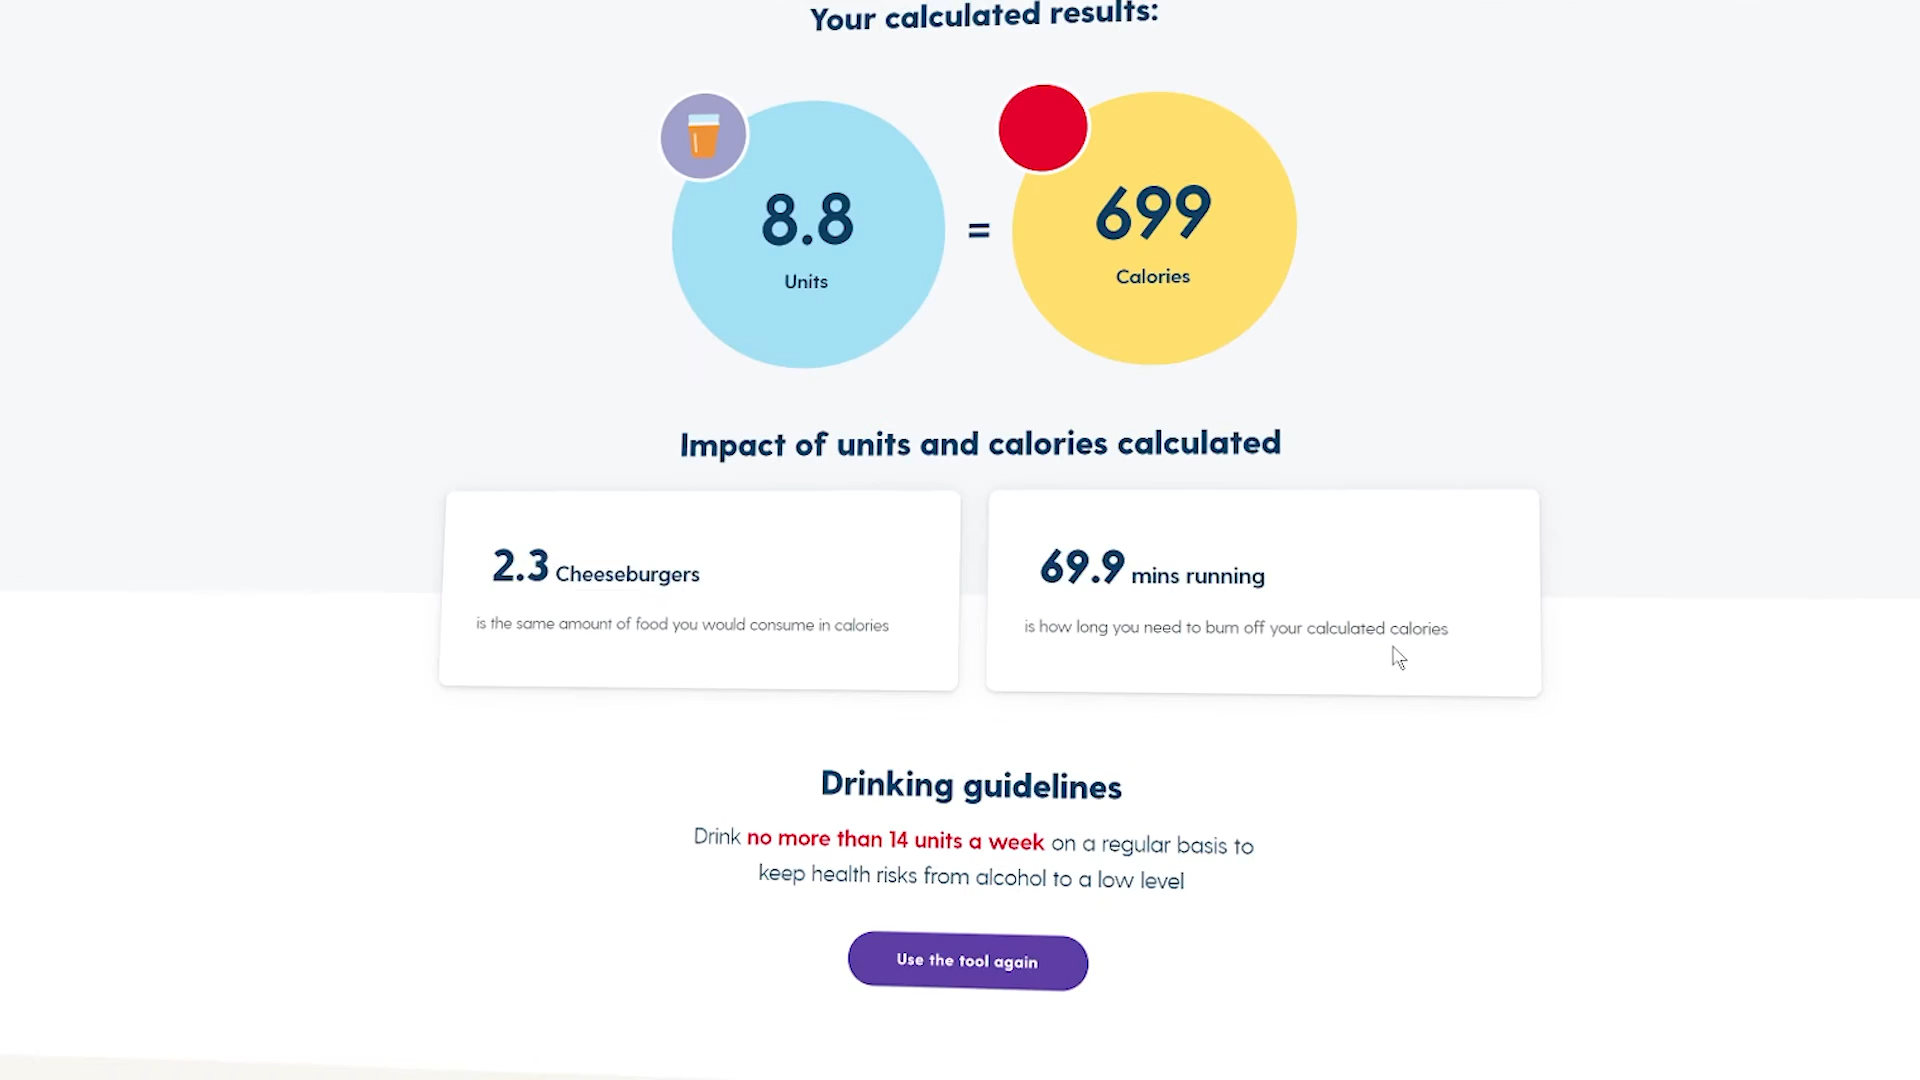 Your calculated results:
8.8
Units
=
699
Calories
Impact of units and calories calculated
2.3 Cheeseburgers
is the same amount of food you would consume in calories
69.9 mins running
is how long you need to burn off your calculated calories
Drinking guidelines
Drink no more than 14 units a week on a regular basis to
keep health risks from alcohol to a low level
Use the tool again